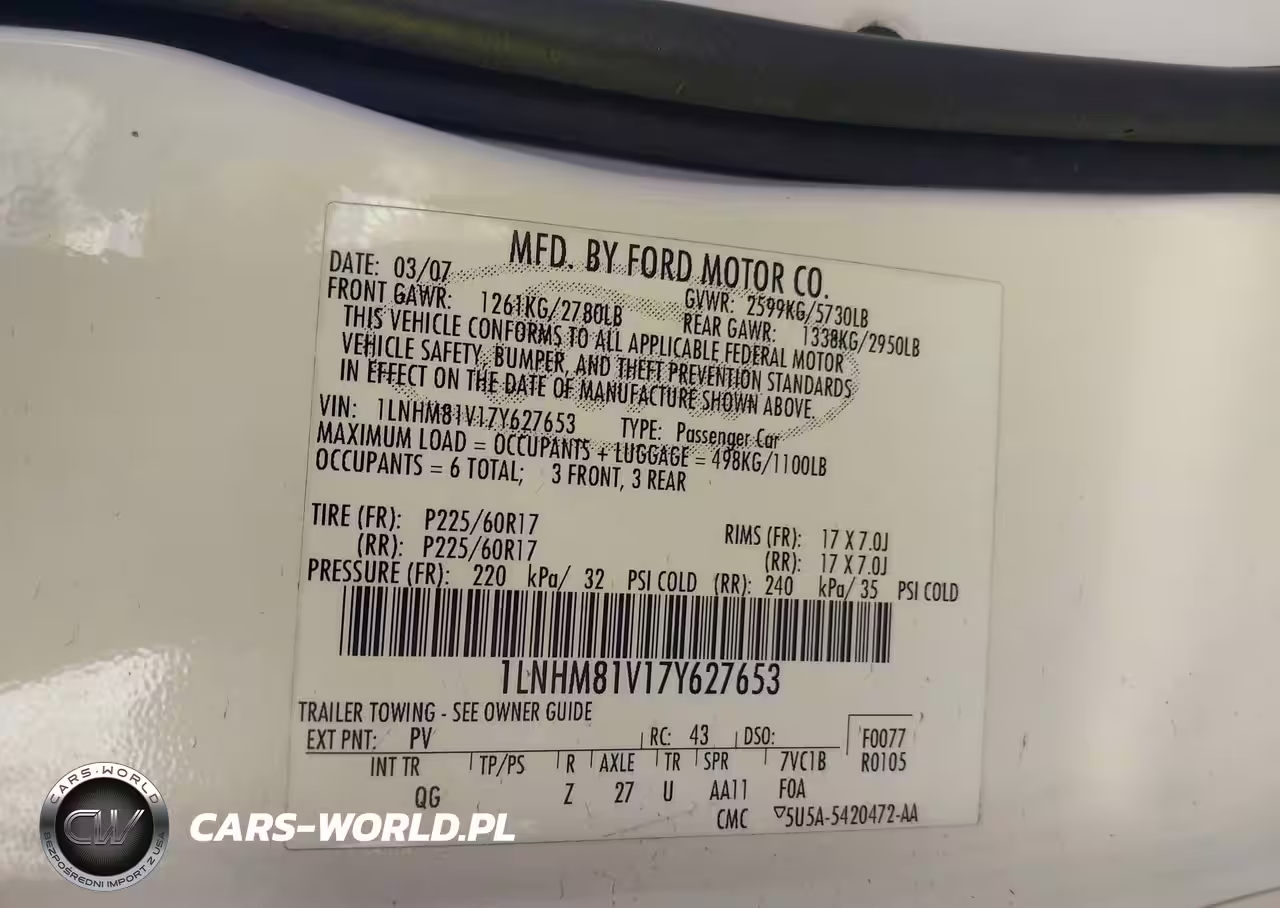 MFD. BY FORD MOTOR CO.
DATE: 03/07 GVWR: 2599KG/5730LB
FRONT GAWR: 1261KG/2780LB REAR GAWR: 1338KG/2950LB
THIS VEHICLE CONFORMS TO ALL APPLICABLE FEDERAL MOTOR
VEHICLE SAFETY, BUMPER, AND THEFT PREVENTION STANDARDS
IN EFFECT ON THE DATE OF MANUFACTURE SHOWN ABOVE.
VIN: 1LNHM81V17Y627653 TYPE: Passenger Car
MAXIMUM LOAD = OCCUPANTS + LUGGAGE = 498KG/1100LB
OCCUPANTS = 6 TOTAL; 3 FRONT, 3 REAR
TIRE (FR): P225/60R17 RIMS (FR): 17 X 7.0J
(RR): P225/60R17 (RR): 17 X 7.0J
PRESSURE (FR): 220 kPa/ 32 PSI COLD (RR): 240 kPa/ 35 PSI COLD
1LNHM81V17Y627653
TRAILER TOWING - SEE OWNER GUIDE
EXT PNT: PV RC: 43 DSO: F0077
INT TR TP/PS R AXLE TR SPR 7VC1B R0105
QG Z 27 U AA11 FOA
CMC ▽5U5A-5420472-AA
CARS-WORLD
CW
BEZPOŚREDNI IMPORT Z USA
CARS-WORLD.PL